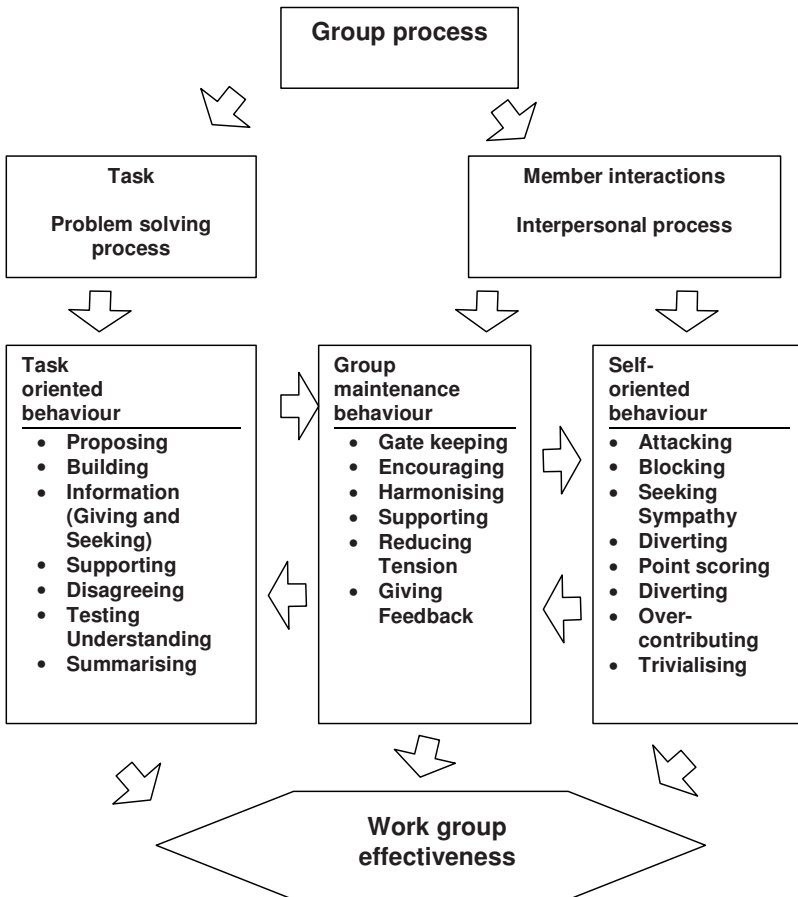 Group process
Task
Problem solving
process
Member interactions
Interpersonal process
Task
oriented
behaviour
• Proposing
• Building
• Information
(Giving and
Seeking)
• Supporting
• Disagreeing
• Testing
Understanding
• Summarising
Group
maintenance
behaviour
• Gate keeping
• Encouraging
• Harmonising
• Supporting
• Reducing
Tension
• Giving
Feedback
Self-
oriented
behaviour
• Attacking
• Blocking
• Seeking
Sympathy
• Diverting
• Point scoring
• Diverting
• Over-
contributing
• Trivialising
Work group
effectiveness